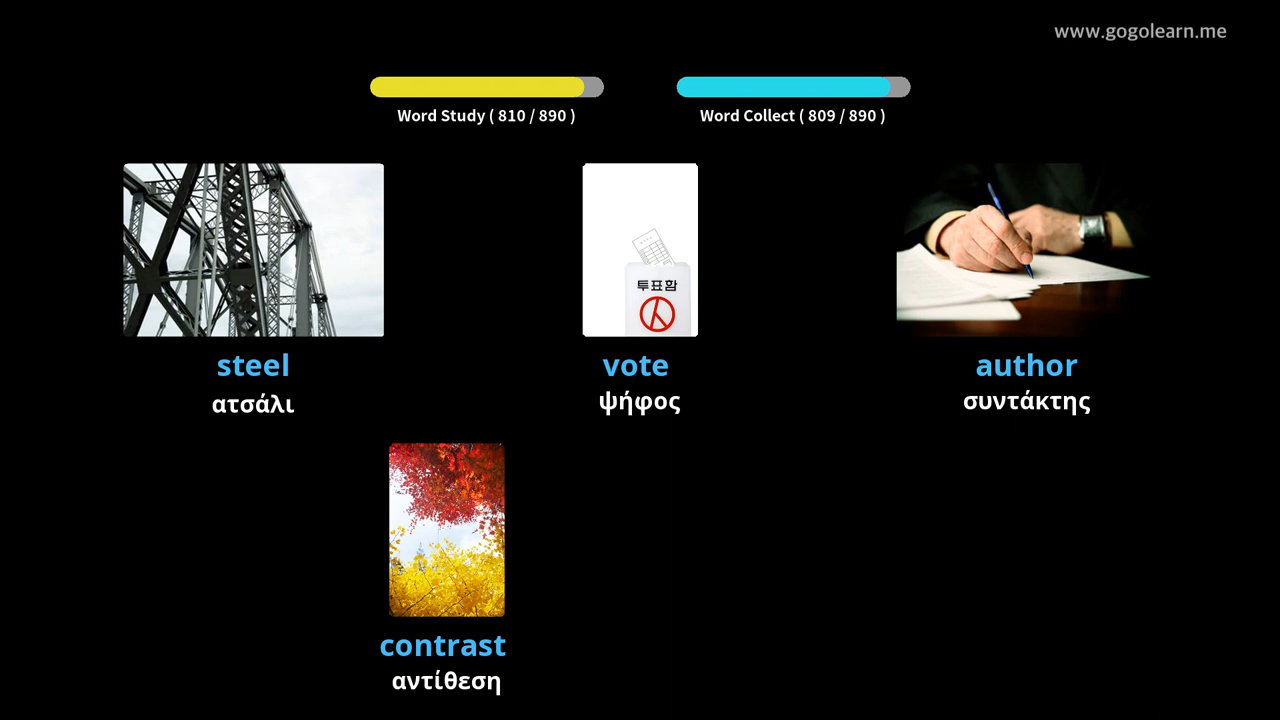 www.gogolearn.me
Word Study ( 810 / 890 )
Word Collect ( 809 / 890 )
투표함
steel
ατσάλι
vote
ψήφος
author
συντάκτης
contrast
αντίθεση